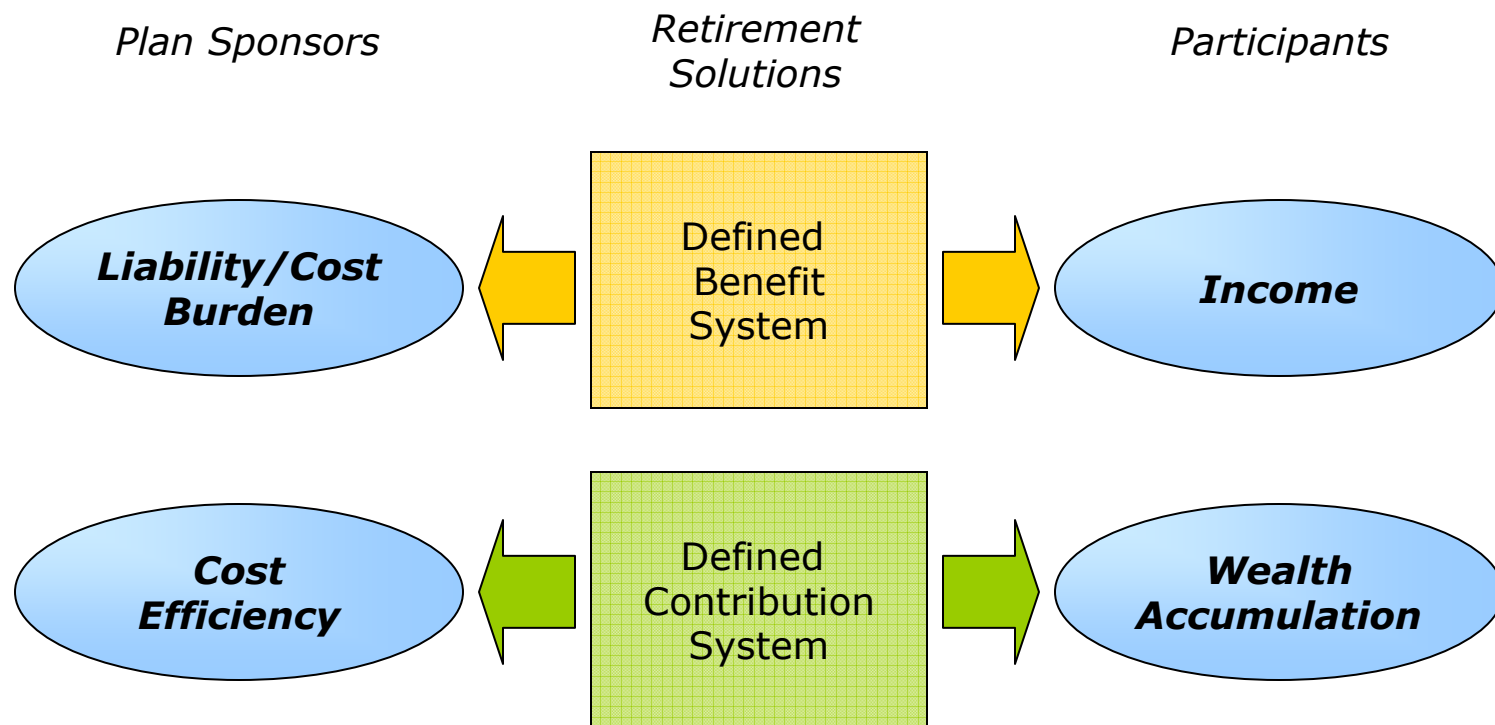 Plan Sponsors
Retirement
Solutions
Participants
Liability/Cost
Burden
Defined
Benefit
System
Income
Cost
Efficiency
Defined
Contribution
System
Wealth
Accumulation